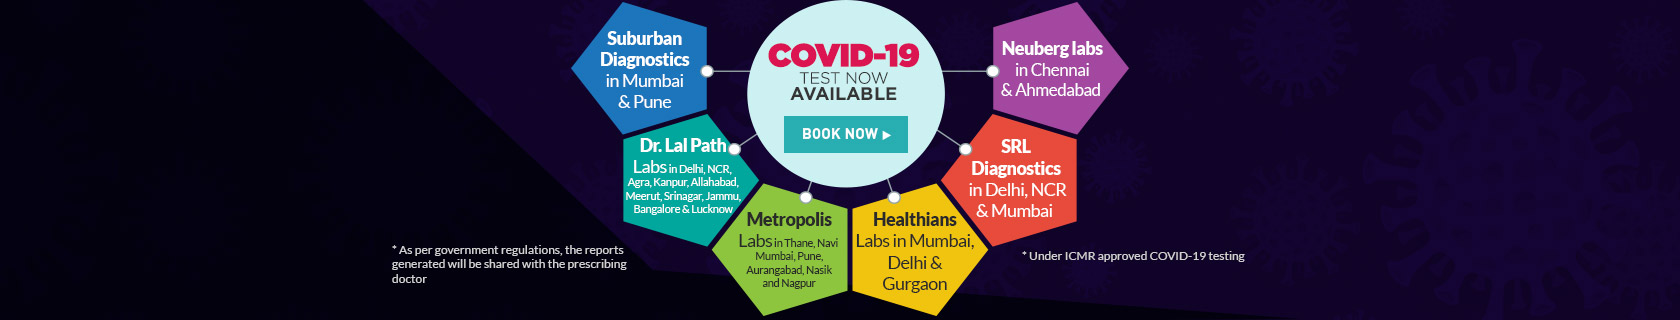 COVID-19
TEST NOW
AVAILABLE
BOOK NOW ▶
Suburban
Diagnostics
in Mumbai
& Pune
Dr. Lal Path
Labs in Delhi, NCR,
Agra, Kanpur, Allahabad,
Meerut, Srinagar, Jammu,
Bangalore & Lucknow
Metropolis
Labs in Thane, Navi
Mumbai, Pune,
Aurangabad, Nasik
and Nagpur
Healthians
Labs in Mumbai,
Delhi &
Gurgaon
SRL
Diagnostics
in Delhi, NCR
& Mumbai
Neuberg labs
in Chennai
& Ahmedabad
* As per government regulations, the reports
generated will be shared with the prescribing
doctor
* Under ICMR approved COVID-19 testing